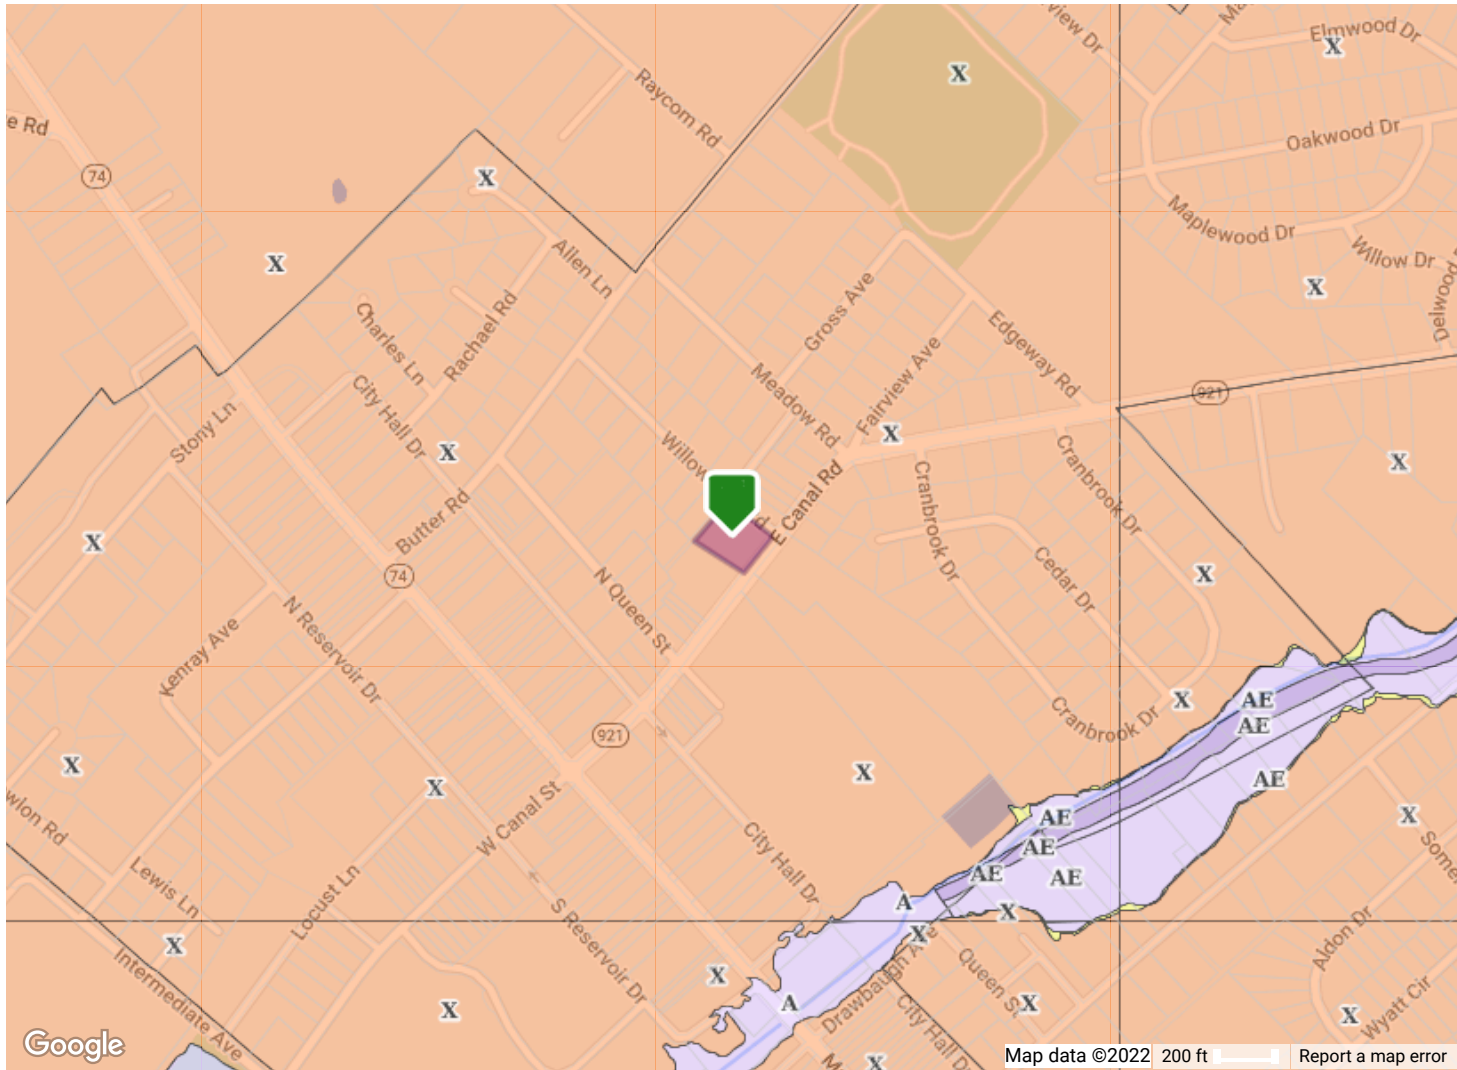 view Dr
Elmwood Dr
X
X
Raycom Rd
e Rd
Oakwood Dr
74
X
Maplewood Dr
Willow Dr
X
Allen Ln
X
Delwood
Gross Ave
Charles Ln
Rachael Rd
Edgeway Rd
Fairview Ave
Meadow Rd
921
City Hall Dr
Stony Ln
X
X
Willow
X
Cranbrook Dr
E Canal Rd
Cranbrook Dr
Butter Rd
X
74
X
Cedar Dr
N Queen St
N Reservoir Dr
Kenray Ave
X
AE
Cranbrook Dr
AE
921
X
X
AE
X
wlon Rd
W Canal St
AE
X
AE
City Hall Dr
AE
AE
Lewis Ln
Locust Ln
A
X
S Reservoir Dr
X
X
Aldon Dr
Intermediate Ave
X
Queen St
A
Drawbaugh Ave
X
X
X
City Hall Dr
Wyatt Cir
X
Google
Map data ©2022
200 ft
Report a map error